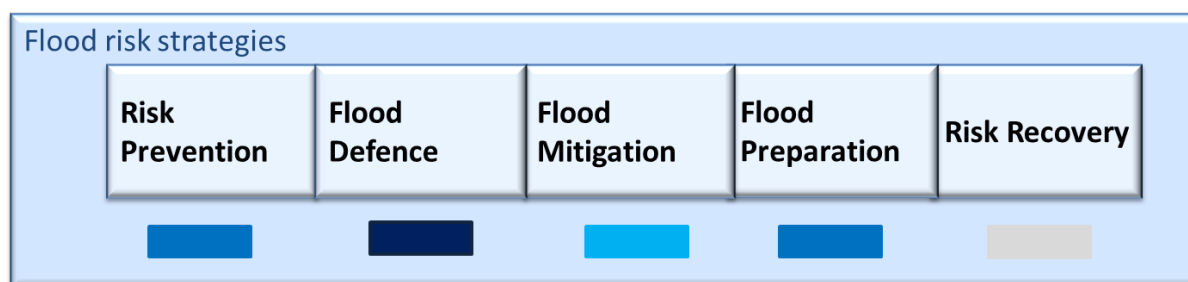 Flood risk strategies
Risk
Prevention
Flood
Defence
Flood
Mitigation
Flood
Preparation
Risk Recovery